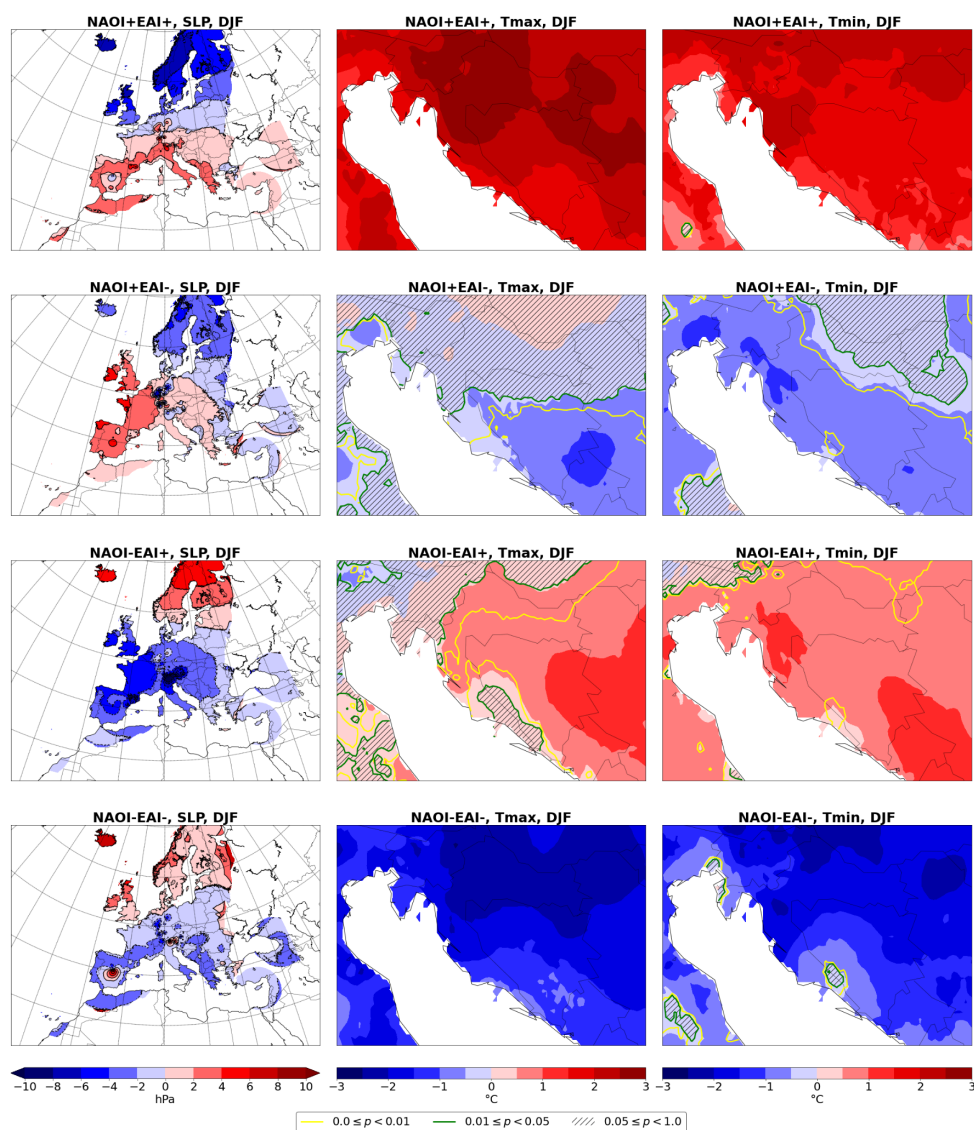 NAOI+EAI+, SLP, DJF
NAOI+EAI+, Tmax, DJF
NAOI+EAI+, Tmin, DJF
NAOI+EAI-, SLP, DJF
NAOI+EAI-, Tmax, DJF
NAOI+EAI-, Tmin, DJF
NAOI-EAI+, SLP, DJF
NAOI-EAI+, Tmax, DJF
NAOI-EAI+, Tmin, DJF
NAOI-EAI-, SLP, DJF
NAOI-EAI-, Tmax, DJF
NAOI-EAI-, Tmin, DJF
−10 −8 −6 −4 −2 0 2 4 6 8 10
hPa
−3 −2 −1 0 1 2 3
°C
−3 −2 −1 0 1 2 3
°C
0.0 ≤ p < 0.01 0.01 ≤ p < 0.05 0.05 ≤ p < 1.0